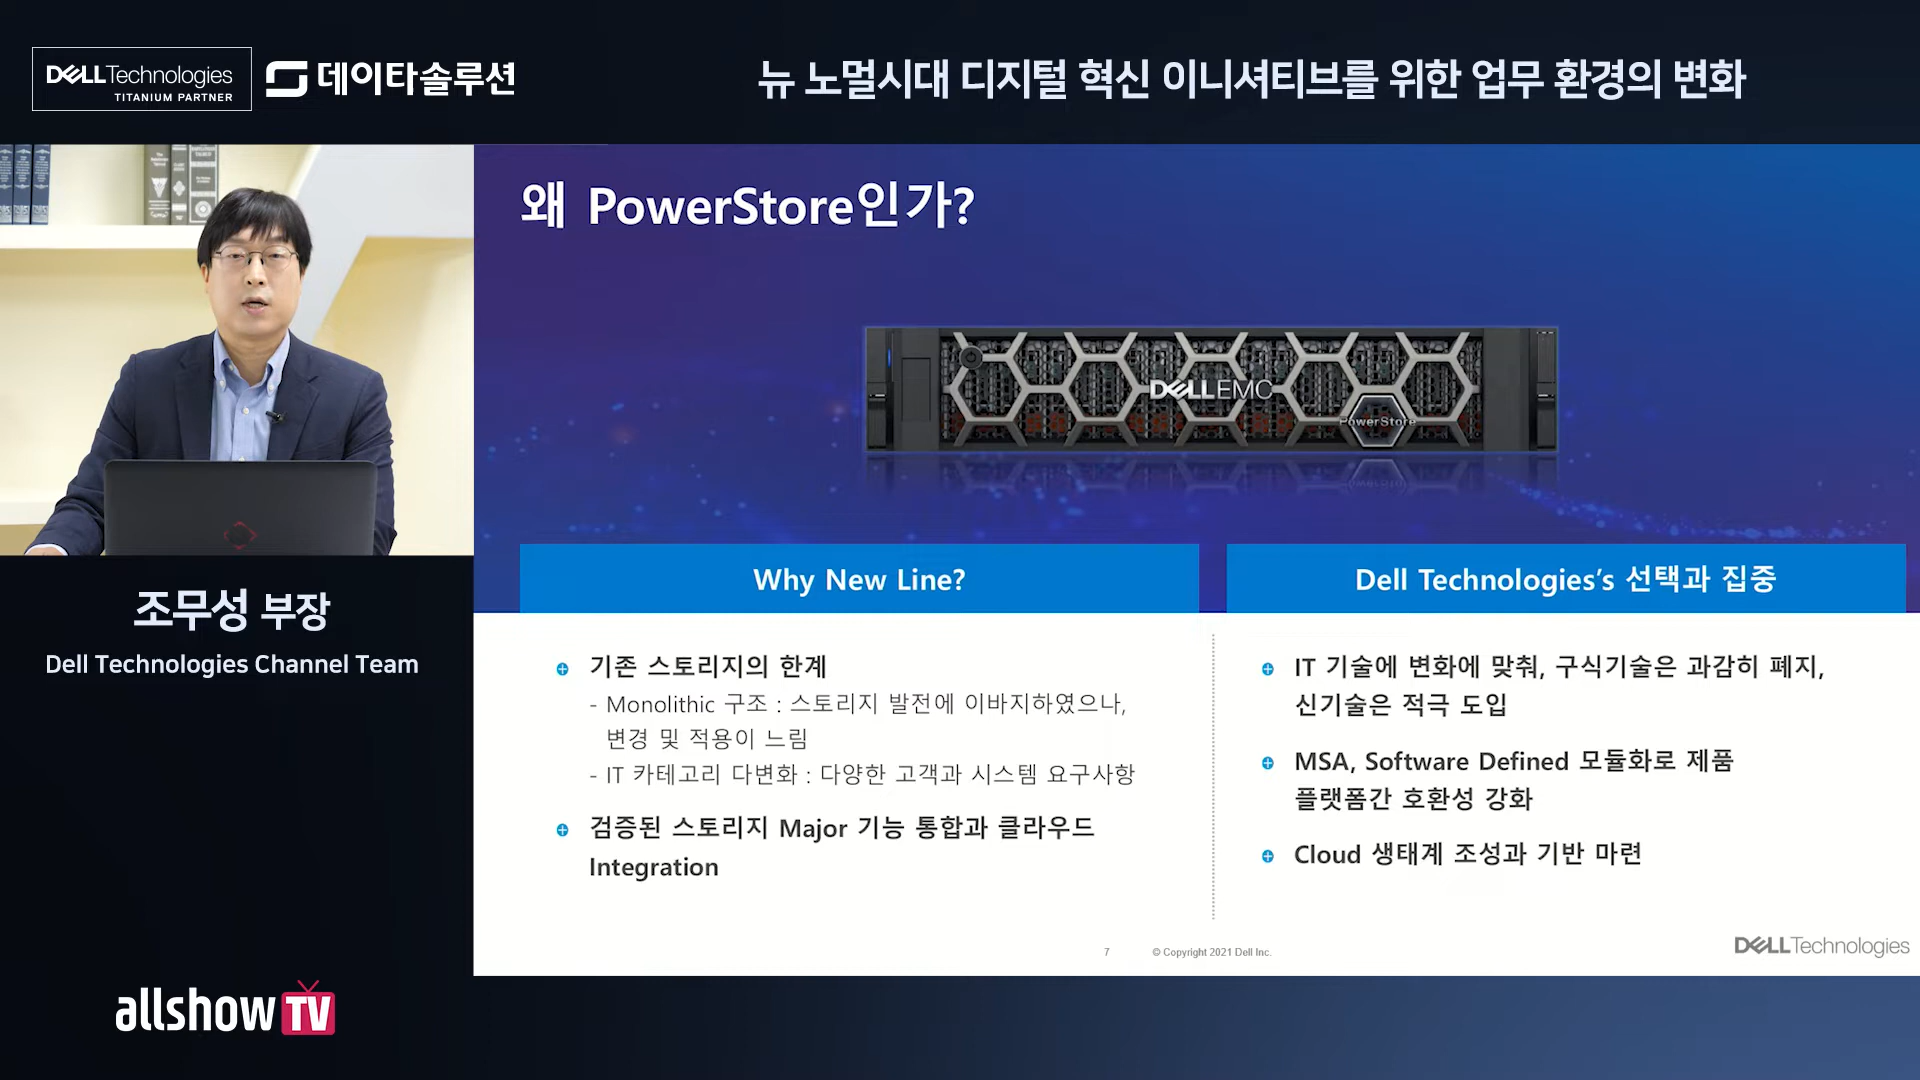 DELLTechnologies
TITANIUM PARTNER
데이타솔루션
뉴 노멀시대 디지털 혁신 이니셔티브를 위한 업무 환경의 변화
왜 PowerStore인가?
DELLEMC
PowerStore
조무성 부장
Dell Technologies Channel Team
allshowTV
Why New Line?
기존 스토리지의 한계
- Monolithic 구조 : 스토리지 발전에 이바지하였으나,
변경 및 적용이 느림
- IT 카테고리 다변화 : 다양한 고객과 시스템 요구사항
검증된 스토리지 Major 기능 통합과 클라우드
Integration
Dell Technologies’s 선택과 집중
IT 기술에 변화에 맞춰, 구식기술은 과감히 폐지,
신기술은 적극 도입
MSA, Software Defined 모듈화로 제품
플랫폼간 호환성 강화
Cloud 생태계 조성과 기반 마련
7
© Copyright 2021 Dell Inc.
DELLTechnologies